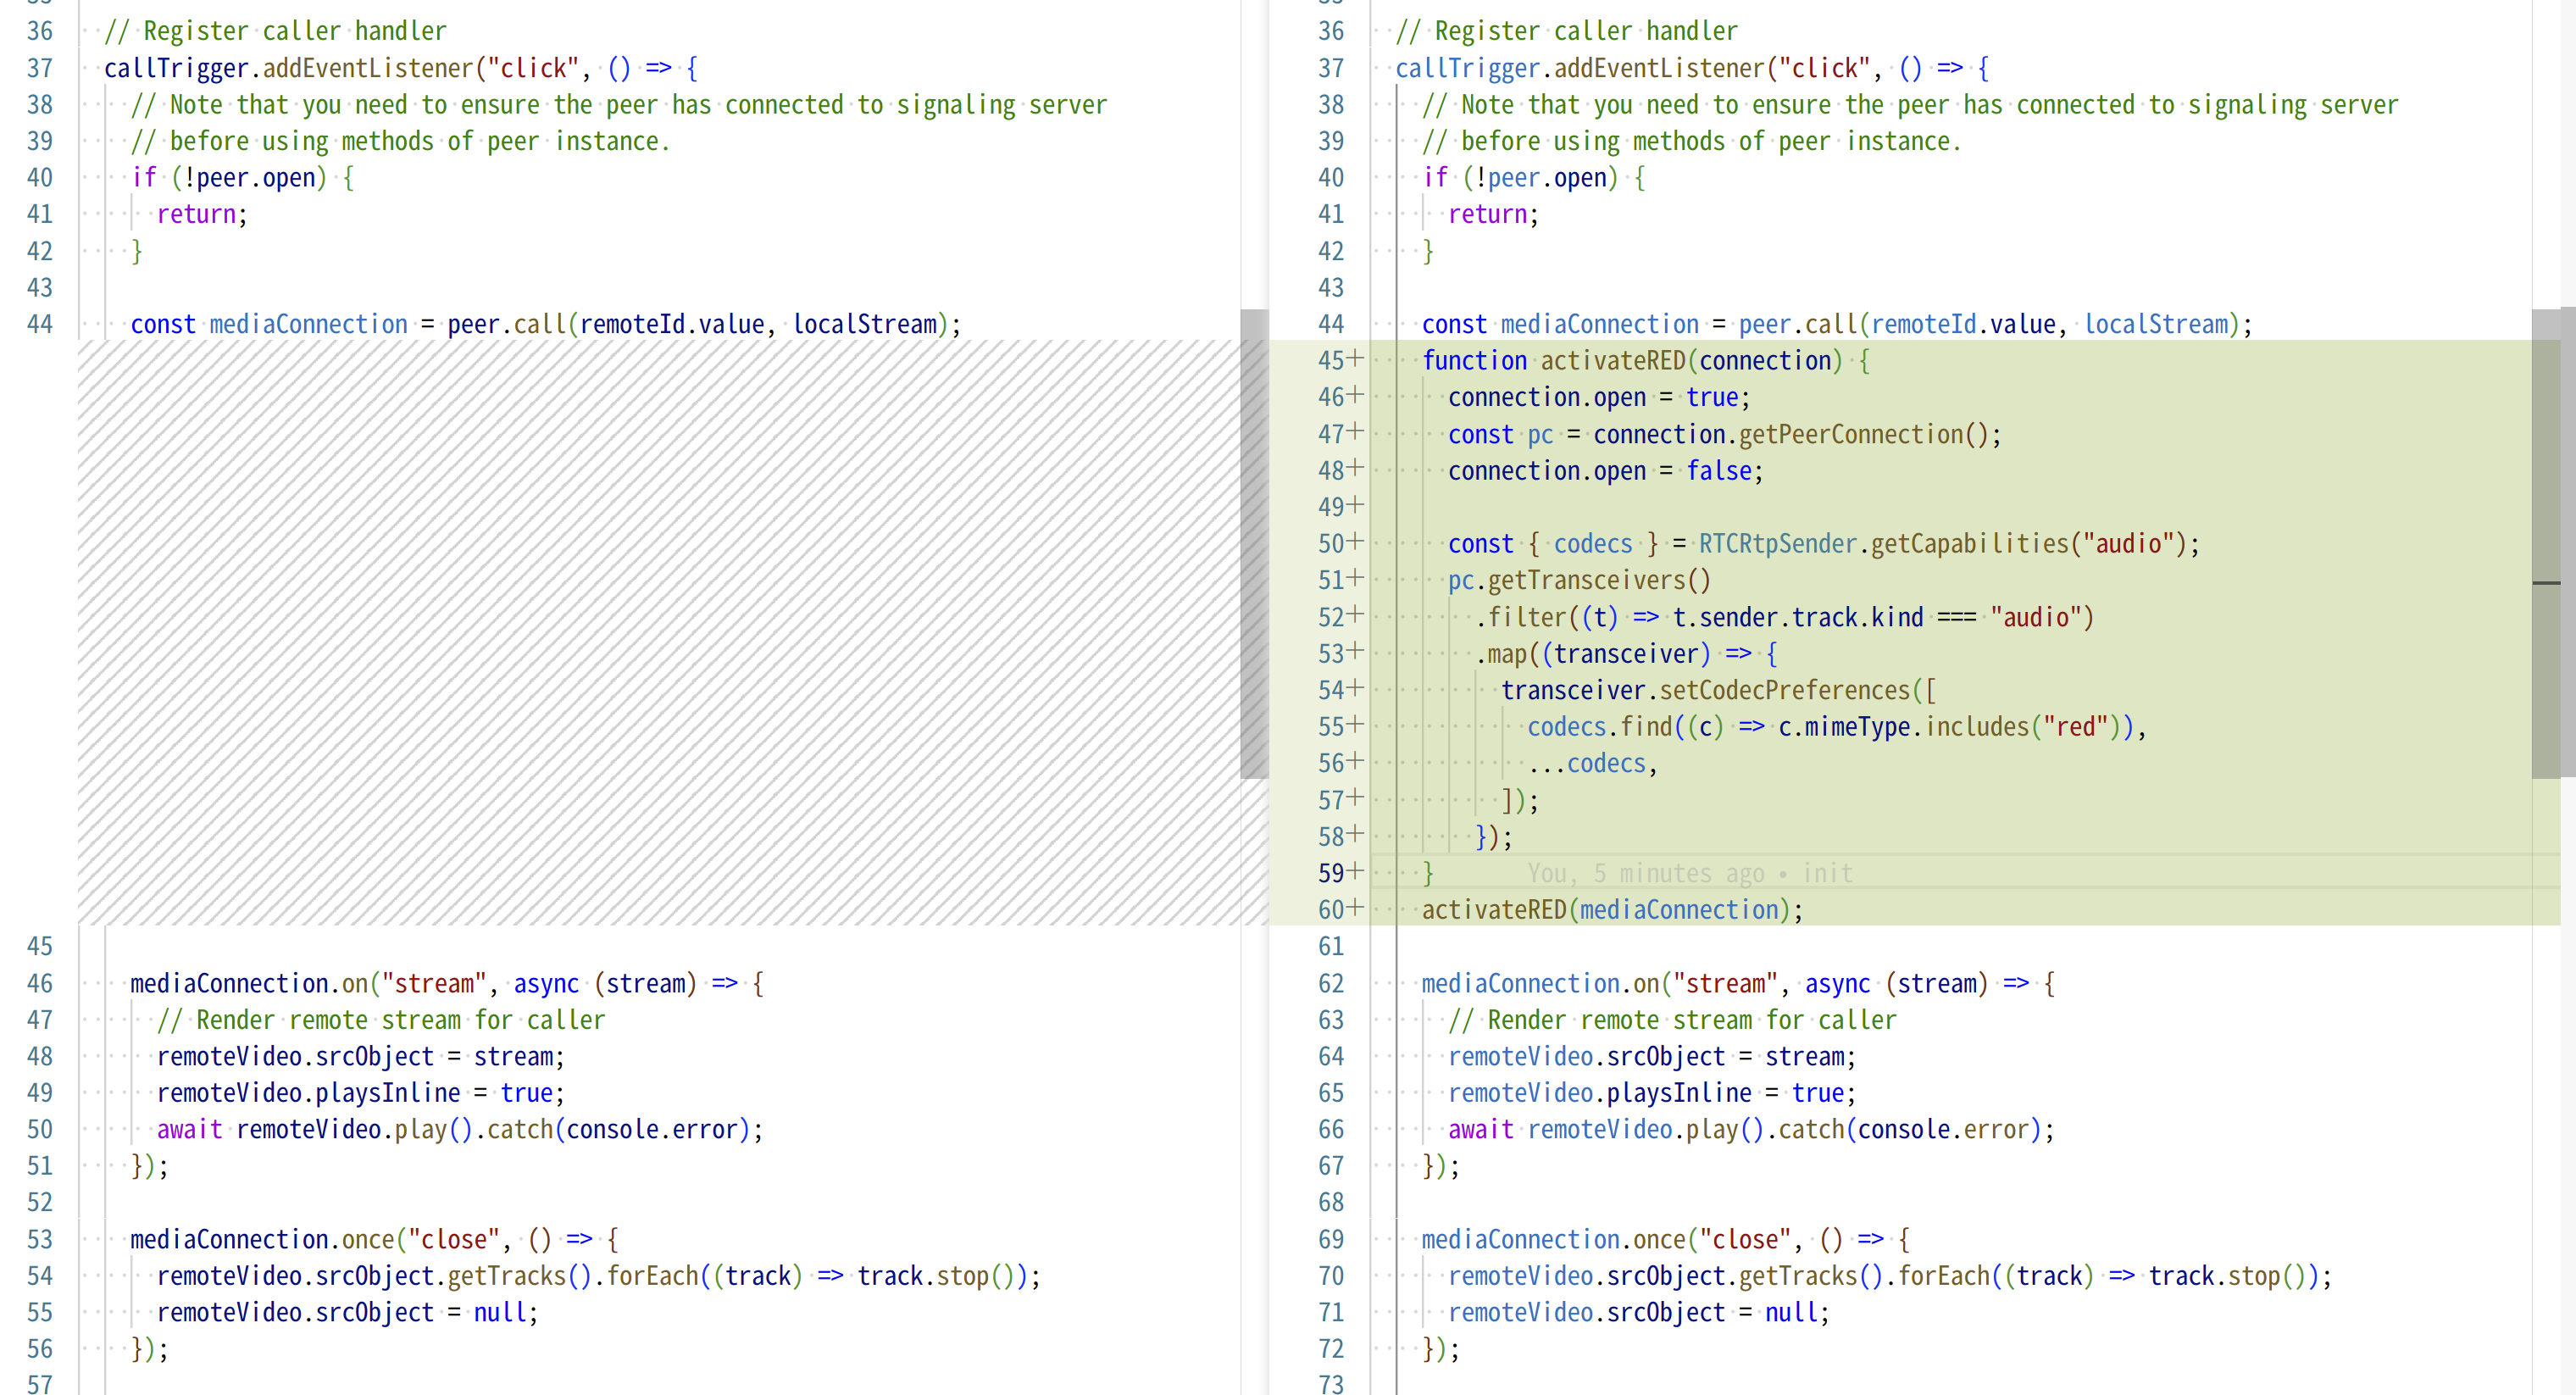 36 // Register caller handler
37 callTrigger.addEventListener("click", () => {
38 // Note that you need to ensure the peer has connected to signaling server
39 // before using methods of peer instance.
40 if (!peer.open) {
41 return;
42 }
43
44 const mediaConnection = peer.call(remoteId.value, localStream);
45
46 mediaConnection.on("stream", async (stream) => {
47 // Render remote stream for caller
48 remoteVideo.srcObject = stream;
49 remoteVideo.playsInline = true;
50 await remoteVideo.play().catch(console.error);
51 });
52
53 mediaConnection.once("close", () => {
54 remoteVideo.srcObject.getTracks().forEach((track) => track.stop());
55 remoteVideo.srcObject = null;
56 });
57
36 // Register caller handler
37 callTrigger.addEventListener("click", () => {
38 // Note that you need to ensure the peer has connected to signaling server
39 // before using methods of peer instance.
40 if (!peer.open) {
41 return;
42 }
43
44 const mediaConnection = peer.call(remoteId.value, localStream);
45+ function activateRED(connection) {
46+ connection.open = true;
47+ const pc = connection.getPeerConnection();
48+ connection.open = false;
49+
50+ const { codecs } = RTCRtpSender.getCapabilities("audio");
51+ pc.getTransceivers()
52+ .filter((t) => t.sender.track.kind === "audio")
53+ .map((transceiver) => {
54+ transceiver.setCodecPreferences([
55+ codecs.find((c) => c.mimeType.includes("red")),
56+ ...codecs,
57+ ]);
58+ });
59+ } You, 5 minutes ago • init
60+ activateRED(mediaConnection);
61
62 mediaConnection.on("stream", async (stream) => {
63 // Render remote stream for caller
64 remoteVideo.srcObject = stream;
65 remoteVideo.playsInline = true;
66 await remoteVideo.play().catch(console.error);
67 });
68
69 mediaConnection.once("close", () => {
70 remoteVideo.srcObject.getTracks().forEach((track) => track.stop());
71 remoteVideo.srcObject = null;
72 });
73